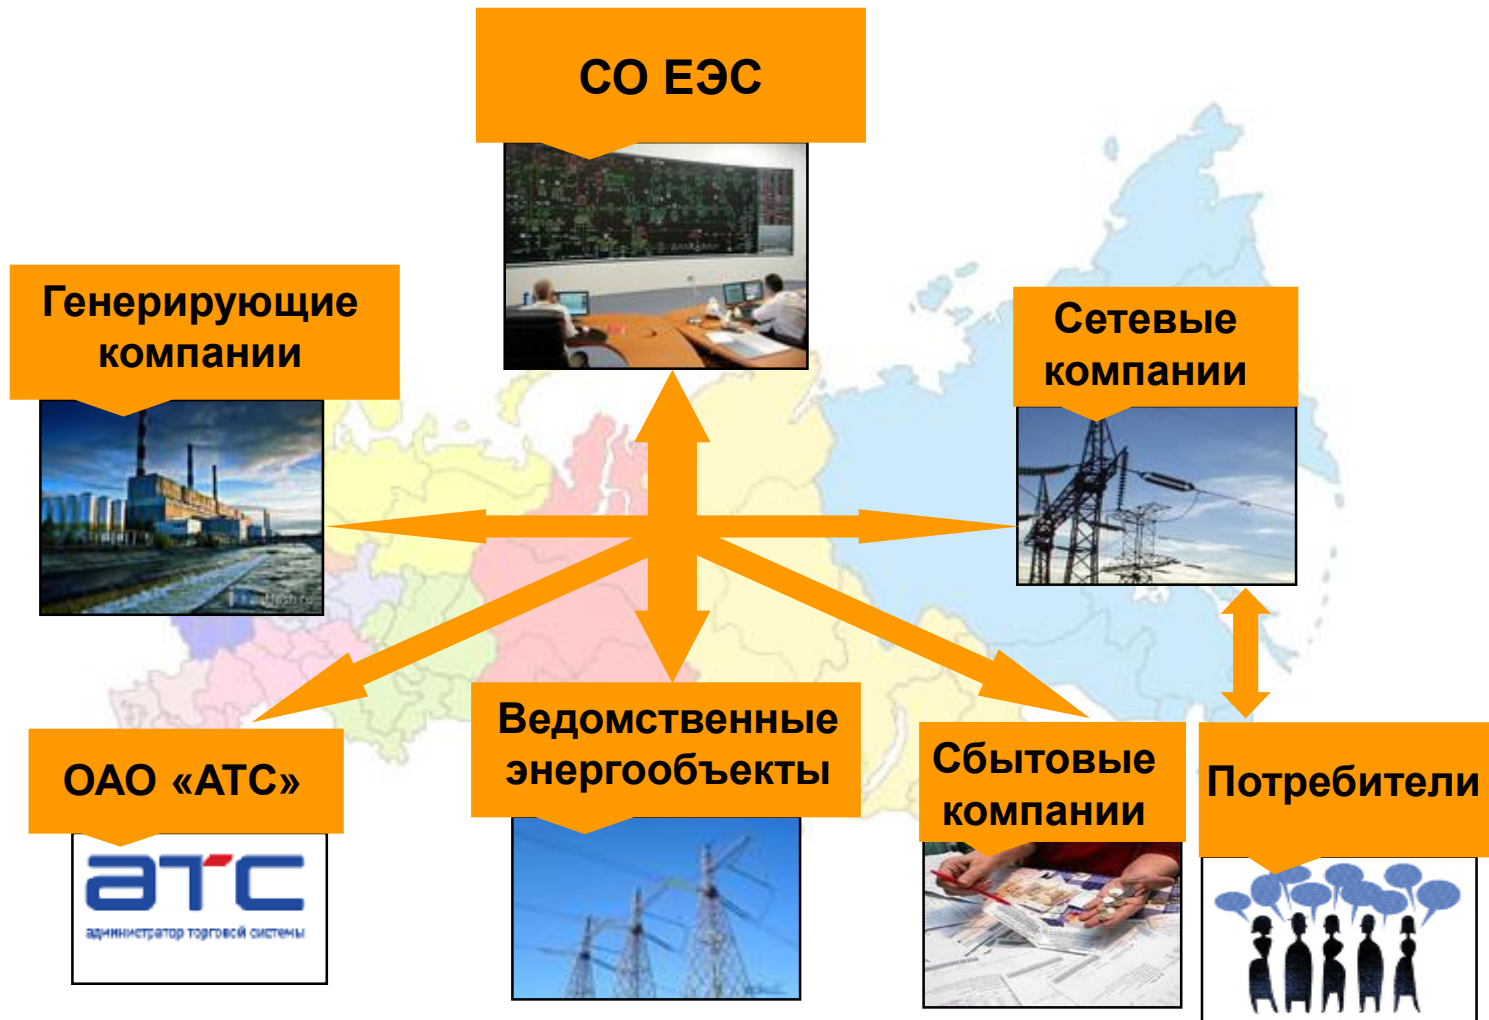 СО ЕЭС
Генерирующие
компании
Сетевые
компании
ОАО «АТС»
Ведомственные
энергообъекты
Сбытовые
компании
Потребители
атс
администратор торговой системы